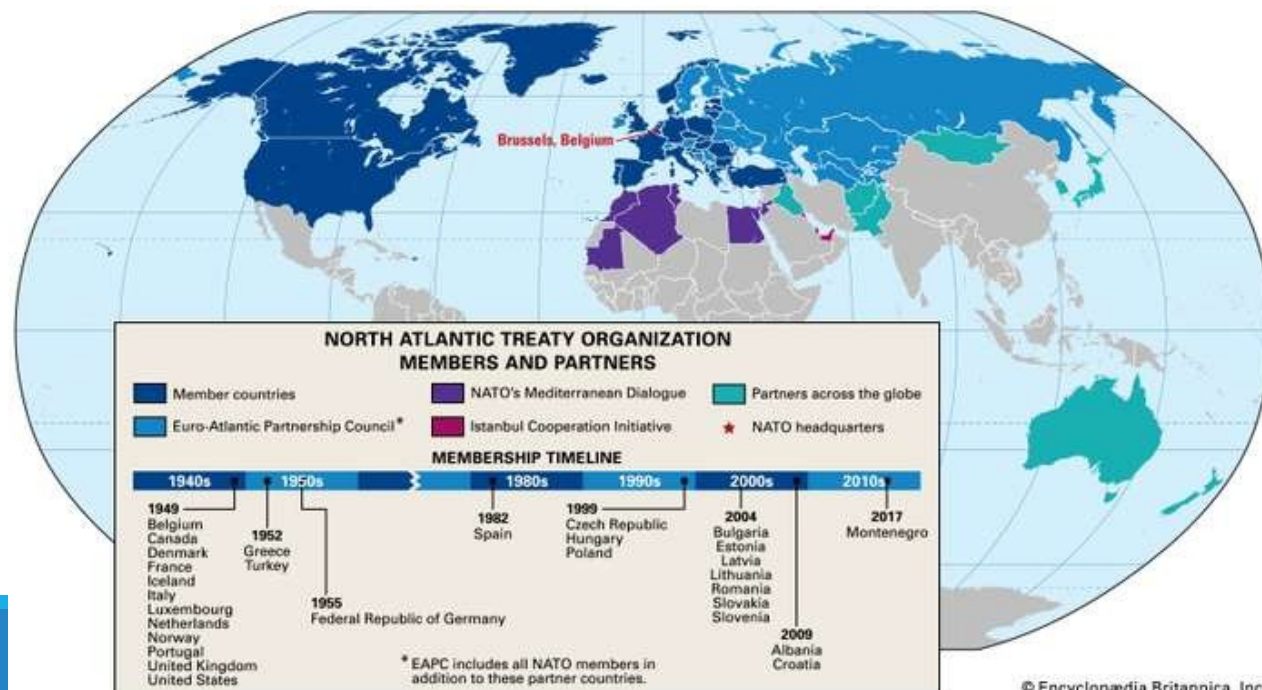 Brussels, Belgium
NORTH ATLANTIC TREATY ORGANIZATION
MEMBERS AND PARTNERS
Member countries
NATO's Mediterranean Dialogue
Partners across the globe
Euro-Atlantic Partnership Council*
Istanbul Cooperation Initiative
NATO headquarters
MEMBERSHIP TIMELINE
1940s
1950s
1980s
1990s
2000s
2010s
1949
Belgium
Canada
Denmark
France
Iceland
Italy
Luxembourg
Netherlands
Norway
Portugal
United Kingdom
United States
1952
Greece
Turkey
1955
Federal Republic of Germany
1982
Spain
1999
Czech Republic
Hungary
Poland
2004
Bulgaria
Estonia
Latvia
Lithuania
Romania
Slovakia
Slovenia
2009
Albania
Croatia
2017
Montenegro
* EAPC includes all NATO members in
addition to these partner countries.
© Encyclopædia Britannica, Inc